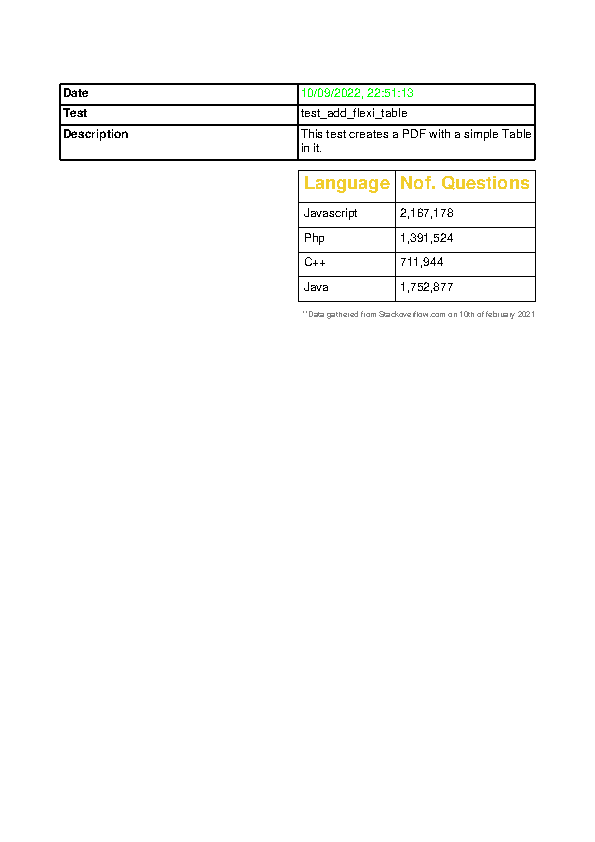 Date 10/09/2022, 22:51:13
Test test_add_flexi_table
Description This test creates a PDF with a simple Table
in it.
Language Nof. Questions
Javascript 2,167,178
Php 1,391,524
C++ 711,944
Java 1,752,877
**Data gathered from Stackoverflow.com on 10th of february 2021